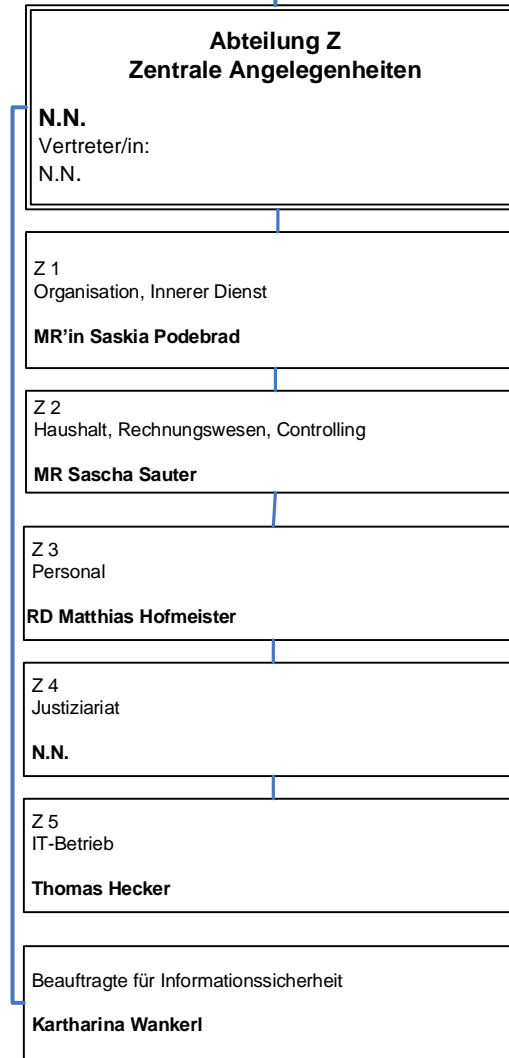 Abteilung Z
Zentrale Angelegenheiten
N.N.
Vertreter/in:
N.N.
Z 1
Organisation, Innerer Dienst
MR’in Saskia Podebrad
Z 2
Haushalt, Rechnungswesen, Controlling
MR Sascha Sauter
Z 3
Personal
RD Matthias Hofmeister
Z 4
Justiziariat
N.N.
Z 5
IT-Betrieb
Thomas Hecker
Beauftragte für Informationssicherheit
Kartharina Wankerl